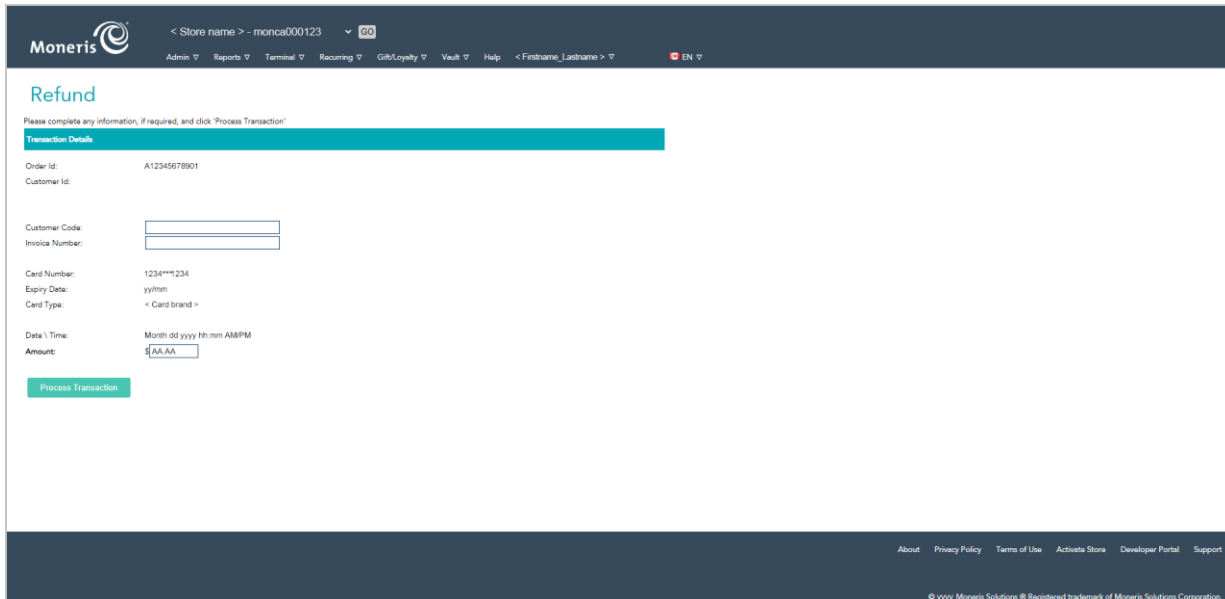 Moneris
< Store name > - monca000123 GO
Admin Reports Terminal Recurring Gift/Loyalty Vault Help < Firstname_Lastname > EN
Refund
Please complete any information, if required, and click 'Process Transaction'
Transaction Details
Order Id: A12345678901
Customer Id:
Customer Code:
Invoice Number:
Card Number: 1234***1234
Expiry Date: yy/mm
Card Type: < Card brand >
Date \ Time: Month dd yyyy hh:mm AM/PM
Amount: $ AA.AA
Process Transaction
About Privacy Policy Terms of Use Activate Store Developer Portal Support
© yyyy Moneris Solutions ® Registered trademark of Moneris Solutions Corporation